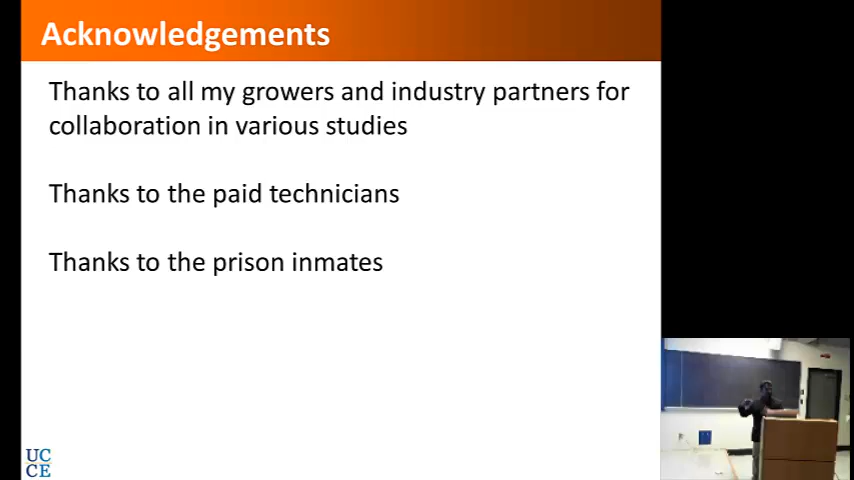 Acknowledgements
Thanks to all my growers and industry partners for
collaboration in various studies
Thanks to the paid technicians
Thanks to the prison inmates
UC
CE